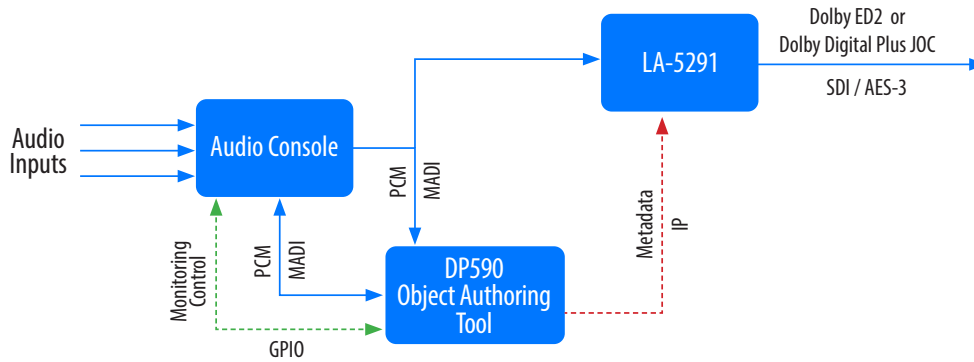 Dolby ED2 or
Dolby Digital Plus JOC
SDI / AES-3
LA-5291
Audio
Inputs
Audio Console
PCM
MADI
Metadata
IP
Monitoring
Control
PCM
MADI
DP590
Object Authoring
Tool
GPIO